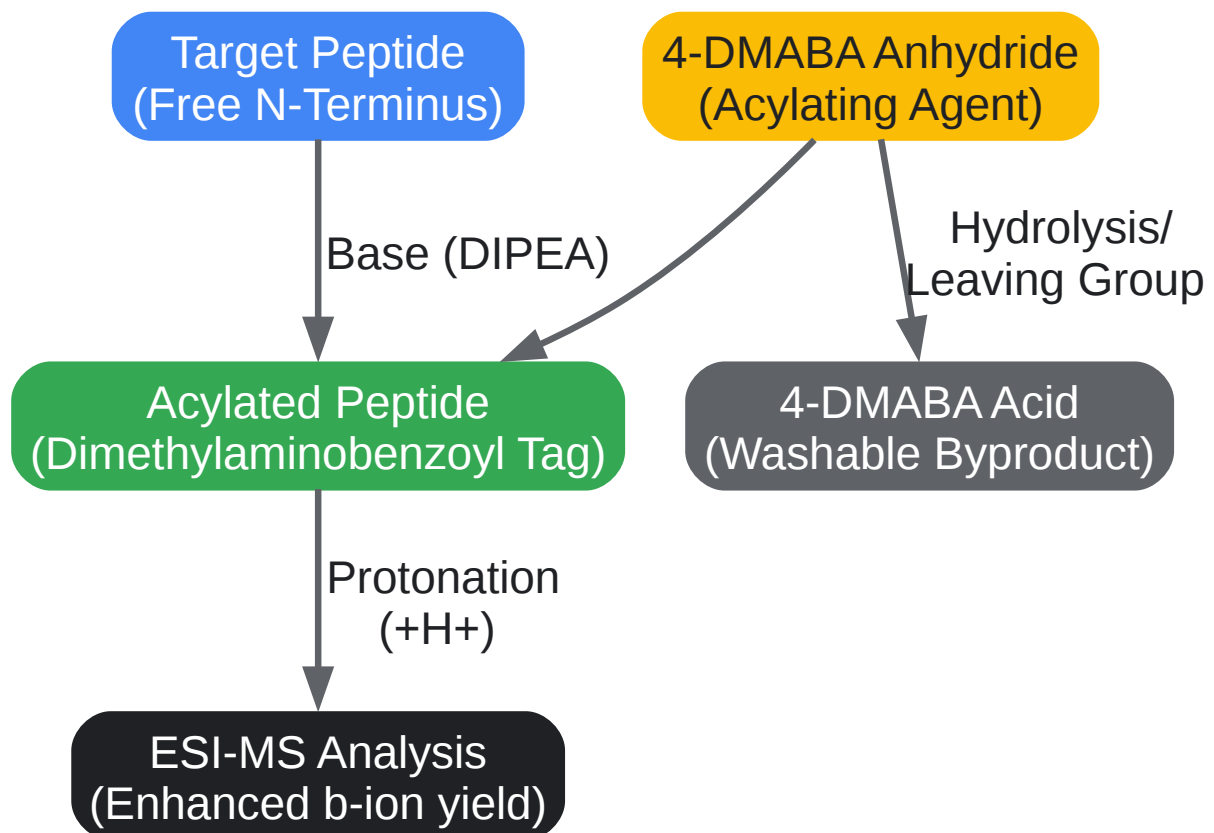 Target Peptide
(Free N-Terminus)
4-DMABA Anhydride
(Acylating Agent)
Base (DIPEA)
Hydrolysis/
Leaving Group
Acylated Peptide
(Dimethylaminobenzoyl Tag)
4-DMABA Acid
(Washable Byproduct)
Protonation
(+H+)
ESI-MS Analysis
(Enhanced b-ion yield)